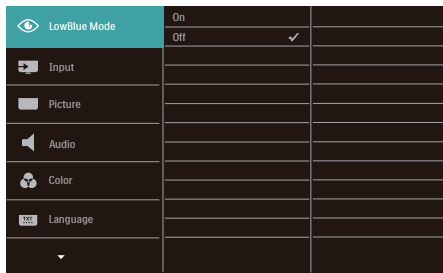 LowBlue Mode
On
Off
Input
Picture
Audio
Color
TXT
Language